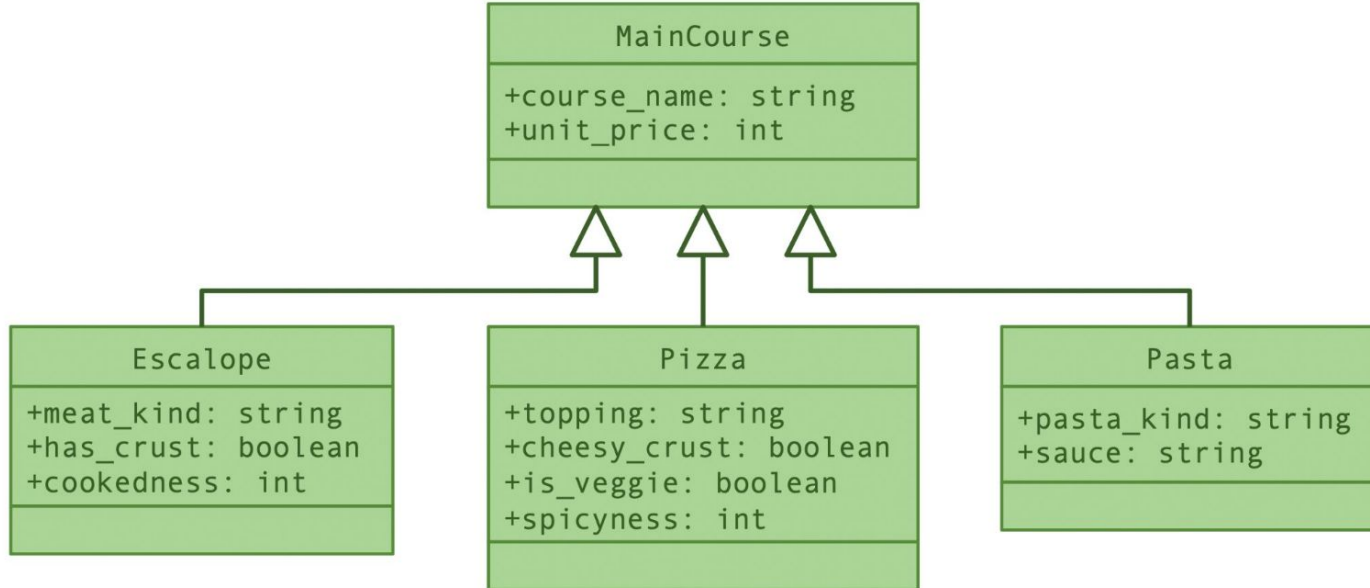 MainCourse
+course_name: string
+unit_price: int
Escalope
+meat_kind: string
+has_crust: boolean
+cookedness: int
Pizza
+topping: string
+cheesy_crust: boolean
+is_veggie: boolean
+spicyness: int
Pasta
+pasta_kind: string
+sauce: string